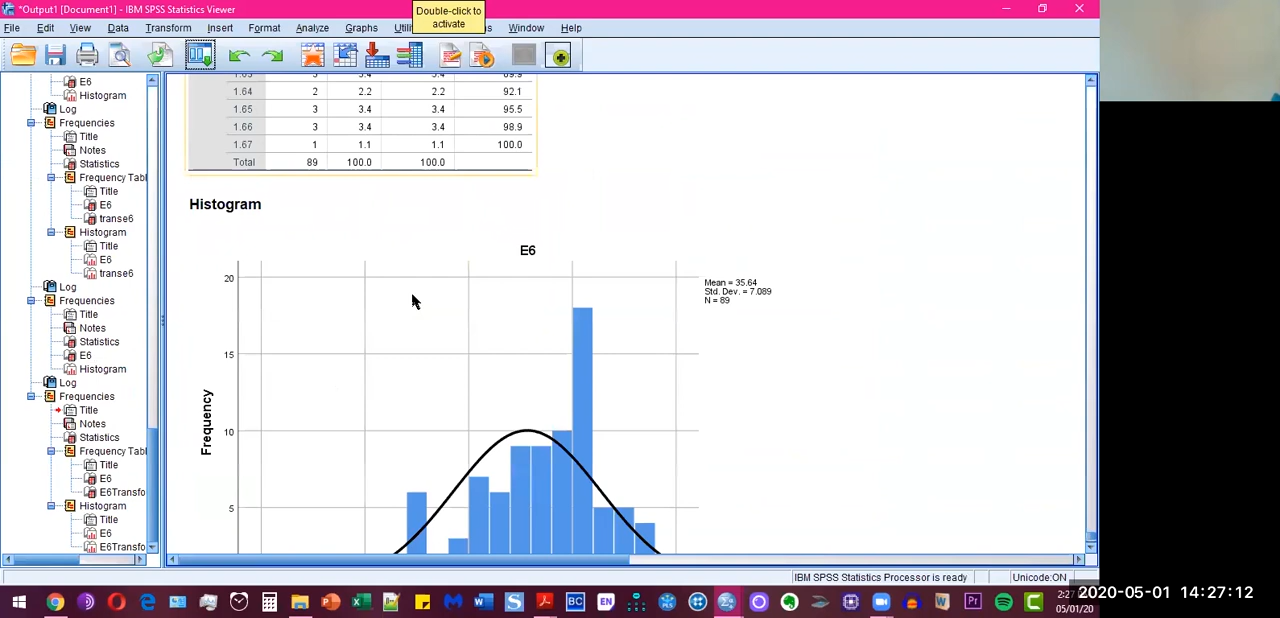 *Output1 [Document1] - IBM SPSS Statistics Viewer
Double-click to
activate
File Edit View Data Transform Insert Format Analyze Graphs Window Help
E6
Histogram
Log
Frequencies
Title
Notes
Statistics
Frequency Tabl
Title
E6
transe6
Histogram
Title
E6
transe6
Log
Frequencies
Title
Notes
Statistics
E6
Histogram
Log
Frequencies
Title
Notes
Statistics
Frequency Tabl
Title
E6
E6Transfo
Histogram
Title
E6
E6Transfo
1.64 2 2.2 2.2 92.1
1.65 3 3.4 3.4 95.5
1.66 3 3.4 3.4 98.9
1.67 1 1.1 1.1 100.0
Total 89 100.0 100.0
Histogram
E6
20
15
10
5
Frequency
Mean = 35.64
Std. Dev. = 7.089
N = 89
IBM SPSS Statistics Processor is ready Unicode:ON
BC EN
05/01/20
2020-05-01 14:27:12